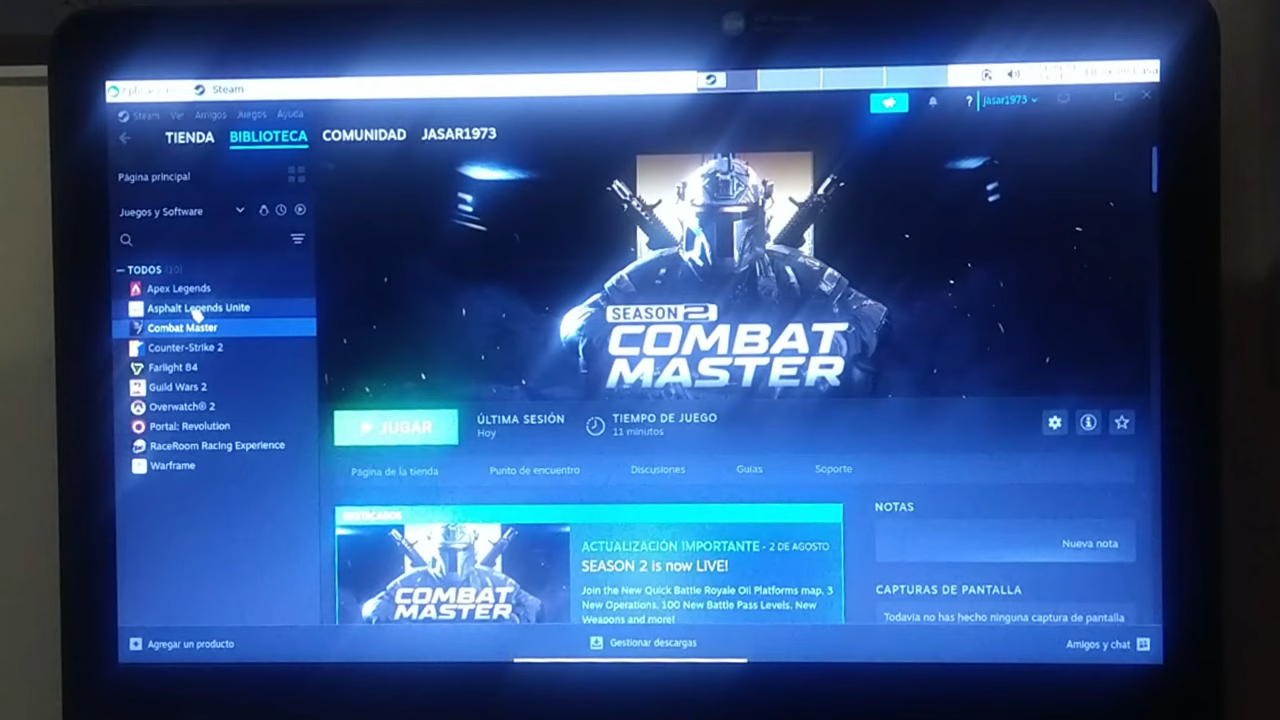 Steam
Steam Ver Amigos Juegos Ayuda
? jasar1973
TIENDA BIBLIOTECA COMUNIDAD JASAR1973
Página principal
Juegos y Software
TODOS (10)
Apex Legends
Asphalt Legends Unite
Combat Master
Counter-Strike 2
Farlight 84
Guild Wars 2
Overwatch® 2
Portal: Revolution
RaceRoom Racing Experience
Warframe
SEASON 2
COMBAT
MASTER
JUGAR
ÚLTIMA SESIÓN
Hoy
TIEMPO DE JUEGO
11 minutos
Página de la tienda Punto de encuentro Discusiones Guías Soporte
DESTACADOS
COMBAT
MASTER
ACTUALIZACIÓN IMPORTANTE - 2 DE AGOSTO
SEASON 2 is now LIVE!
Join the New Quick Battle Royale Oil Platforms map, 3
New Operations, 100 New Battle Pass Levels, New
Weapons and more!
NOTAS
Nueva nota
CAPTURAS DE PANTALLA
Todavía no has hecho ninguna captura de pantalla
Agregar un producto
Gestionar descargas
Amigos y chat